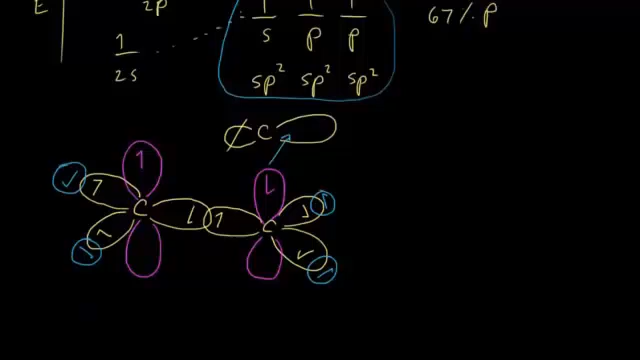 E 2p 1 1 1 67% p
1 s p p
2s sp² sp² sp²
C
C C